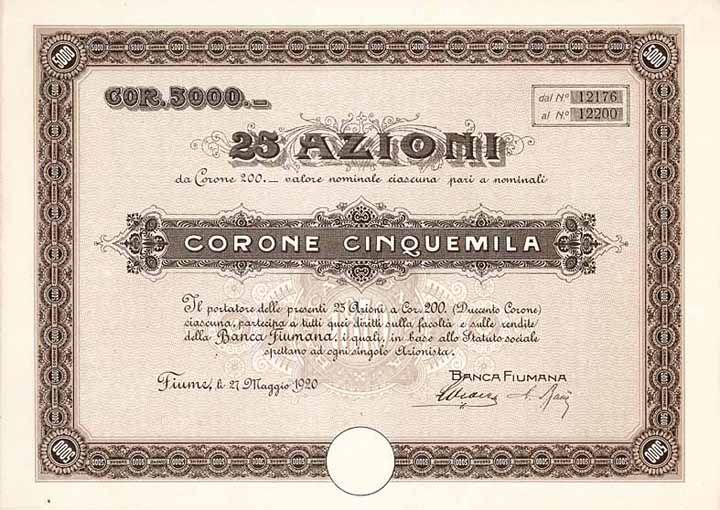 COR. 5000.—
dal N.º 12176
al N.º 12200
25 AZIONI
da Corone 200.— valore nominale ciascuna pari a nominali
CORONE CINQUEMILA
Il portatore delle presenti 25 Azioni a Cor. 200. (Duecento Corone)
ciascuna, partecipa a tutti quei diritti sulla facoltà e sulle rendite
della Banca Fiumana, i quali, in base allo Statuto sociale
spettano ad ogni singolo Azionista.
Fiume, li 27 Maggio 1920
BANCA FIUMANA